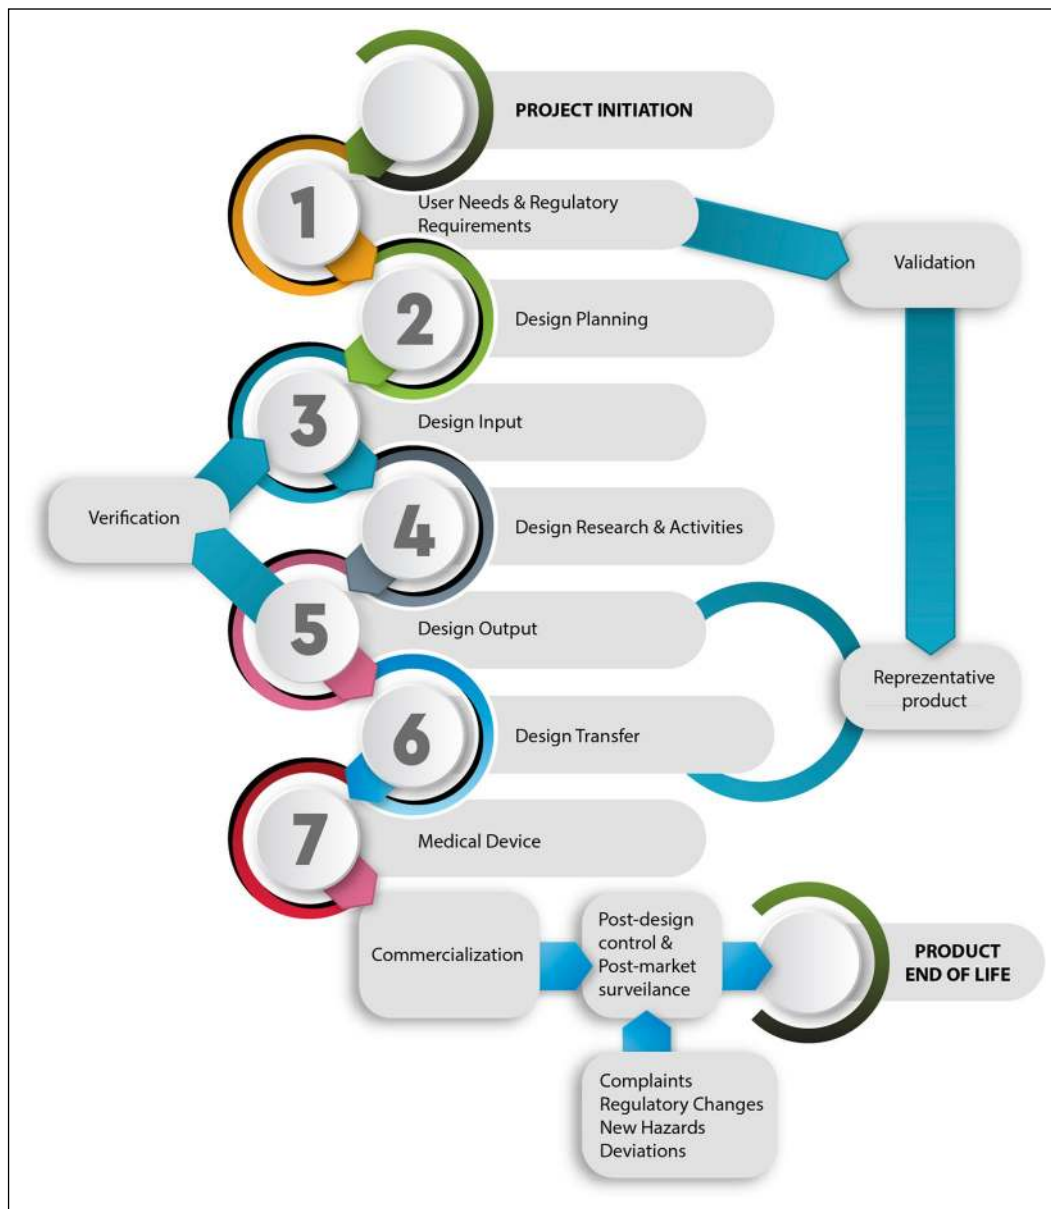 PROJECT INITIATION
1
User Needs & Regulatory
Requirements
Validation
2
Design Planning
3
Design Input
Verification
4
Design Research & Activities
5
Design Output
Reprezentative
product
6
Design Transfer
7
Medical Device
Commercialization
Post-design
control &
Post-market
surveilance
PRODUCT
END OF LIFE
Complaints
Regulatory Changes
New Hazards
Deviations